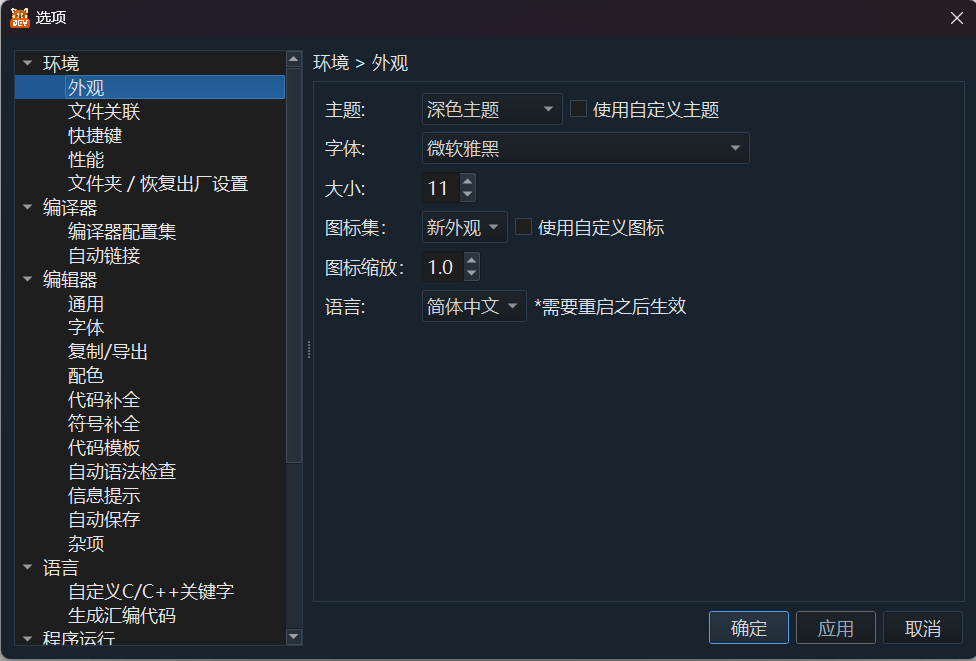 选项
环境
外观
文件关联
快捷键
性能
文件夹 / 恢复出厂设置
编译器
编译器配置集
自动链接
编辑器
通用
字体
复制/导出
配色
代码补全
符号补全
代码模板
自动语法检查
信息提示
自动保存
杂项
语言
自定义C/C++关键字
生成汇编代码
程序运行
环境 > 外观
主题: 深色主题 使用自定义主题
字体: 微软雅黑
大小: 11
图标集: 新外观 使用自定义图标
图标缩放: 1.0
语言: 简体中文 *需要重启之后生效
确定 应用 取消